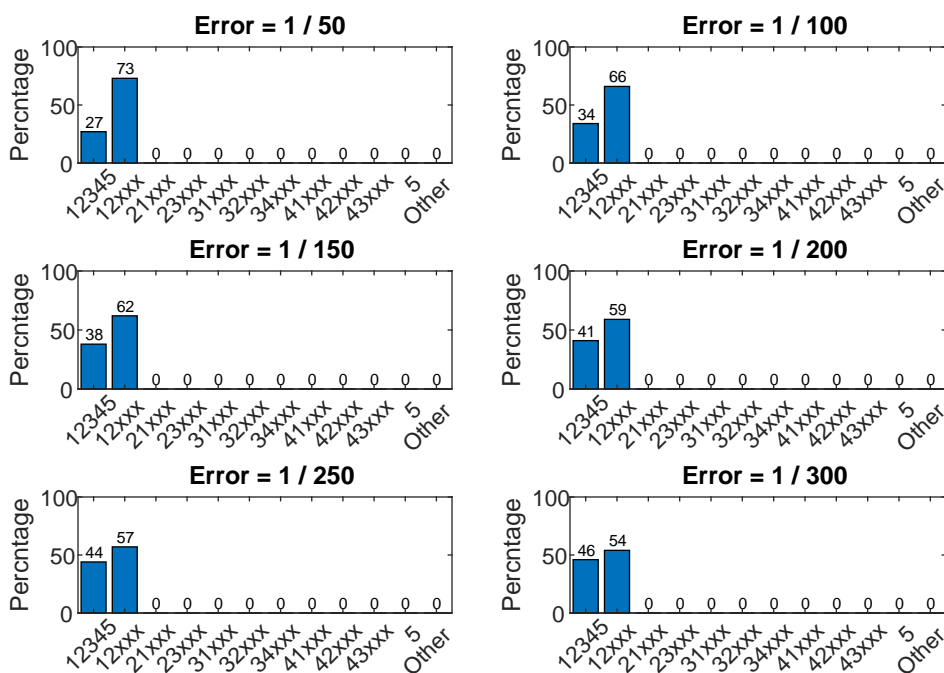 Error = 1 / 50
Percntage
100
50
0
27
73
0 0 0 0 0 0 0 0 0 0
12345 12xxx 21xxx 23xxx 31xxx 32xxx 34xxx 41xxx 42xxx 43xxx 5 Other
Error = 1 / 100
Percntage
100
50
0
34
66
0 0 0 0 0 0 0 0 0 0
12345 12xxx 21xxx 23xxx 31xxx 32xxx 34xxx 41xxx 42xxx 43xxx 5 Other
Error = 1 / 150
Percntage
100
50
0
38
62
0 0 0 0 0 0 0 0 0 0
12345 12xxx 21xxx 23xxx 31xxx 32xxx 34xxx 41xxx 42xxx 43xxx 5 Other
Error = 1 / 200
Percntage
100
50
0
41
59
0 0 0 0 0 0 0 0 0 0
12345 12xxx 21xxx 23xxx 31xxx 32xxx 34xxx 41xxx 42xxx 43xxx 5 Other
Error = 1 / 250
Percntage
100
50
0
44
57
0 0 0 0 0 0 0 0 0 0
12345 12xxx 21xxx 23xxx 31xxx 32xxx 34xxx 41xxx 42xxx 43xxx 5 Other
Error = 1 / 300
Percntage
100
50
0
46
54
0 0 0 0 0 0 0 0 0 0
12345 12xxx 21xxx 23xxx 31xxx 32xxx 34xxx 41xxx 42xxx 43xxx 5 Other